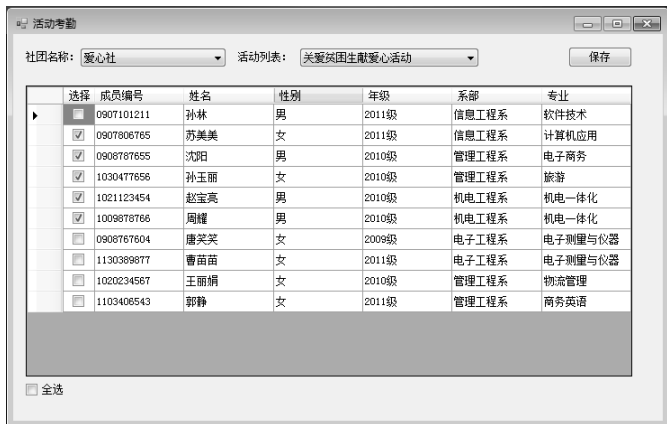 活动考勤
社团名称: 爱心社 活动列表: 关爱贫困生献爱心活动 保存
选择 成员编号 姓名 性别 年级 系部 专业
0907101211 孙林 男 2011级 信息工程系 软件技术
0907806765 苏美美 女 2011级 信息工程系 计算机应用
0908787655 沈阳 男 2010级 管理工程系 电子商务
1030477656 孙玉丽 女 2010级 管理工程系 旅游
1021123454 赵宝亮 男 2010级 机电工程系 机电一体化
1009878766 周耀 男 2010级 机电工程系 机电一体化
0908767604 唐笑笑 女 2009级 电子工程系 电子测量与仪器
1130389877 曹苗苗 女 2011级 电子工程系 电子测量与仪器
1020234567 王丽娟 女 2010级 管理工程系 物流管理
1103406543 郭静 女 2011级 管理工程系 商务英语
全选